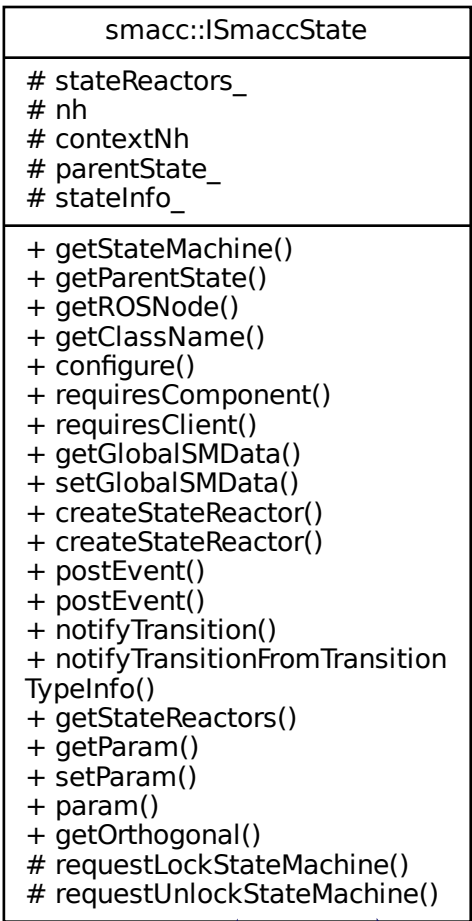 smacc::ISmaccState
# stateReactors_
# nh
# contextNh
# parentState_
# stateInfo_
+ getStateMachine()
+ getParentState()
+ getROSNode()
+ getClassName()
+ configure()
+ requiresComponent()
+ requiresClient()
+ getGlobalSMData()
+ setGlobalSMData()
+ createStateReactor()
+ createStateReactor()
+ postEvent()
+ postEvent()
+ notifyTransition()
+ notifyTransitionFromTransition
TypeInfo()
+ getStateReactors()
+ getParam()
+ setParam()
+ param()
+ getOrthogonal()
# requestLockStateMachine()
# requestUnlockStateMachine()